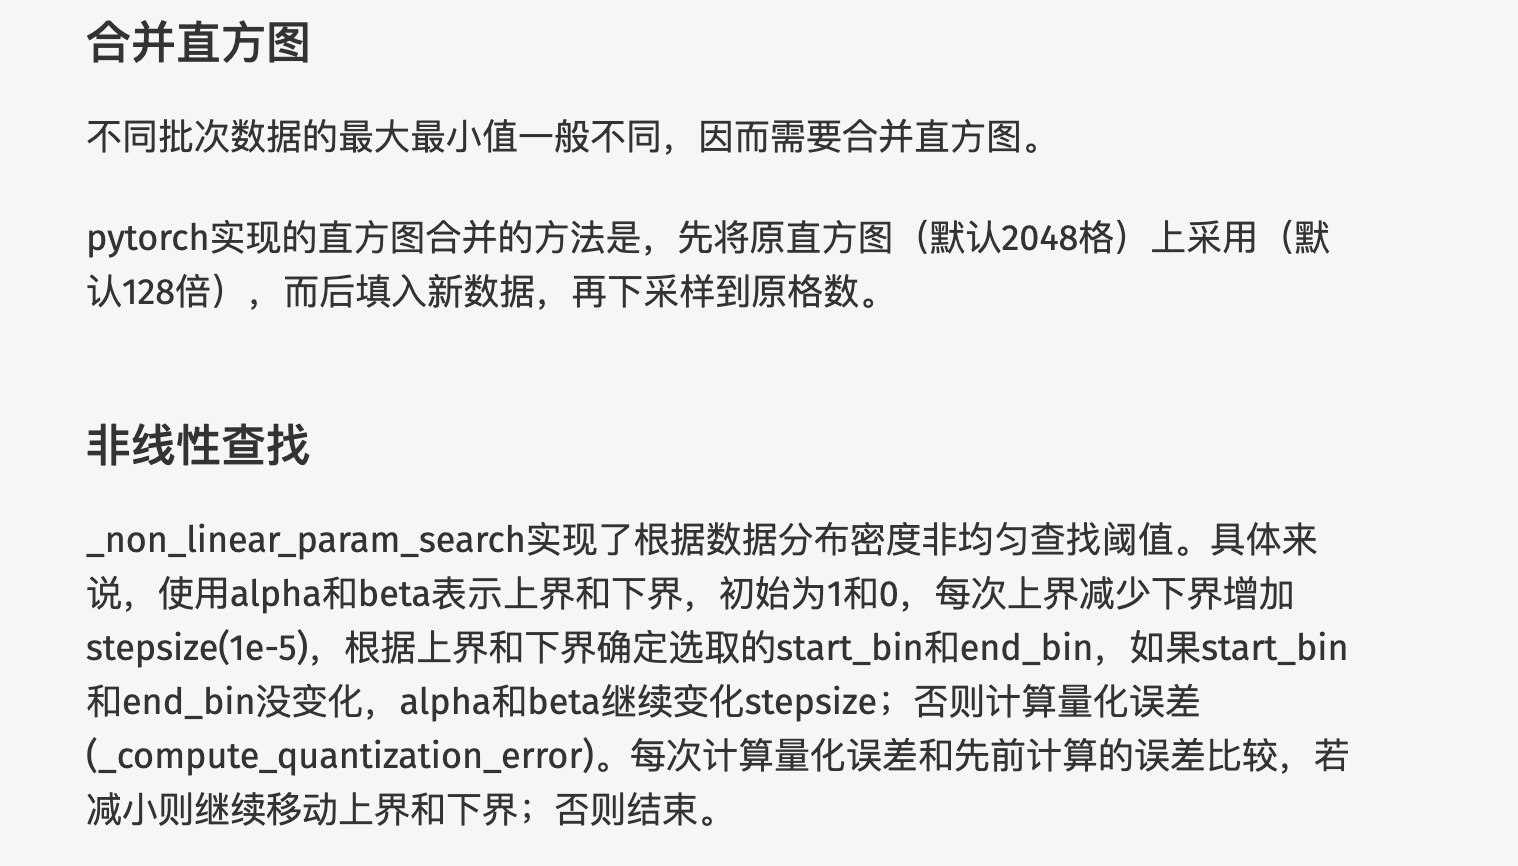 合并直方图
不同批次数据的最大最小值一般不同，因而需要合并直方图。
pytorch实现的直方图合并的方法是，先将原直方图（默认2048格）上采用（默
认128倍），而后填入新数据，再下采样到原格数。
非线性查找
_non_linear_param_search实现了根据数据分布密度非均匀查找阈值。具体来
说，使用alpha和beta表示上界和下界，初始为1和0，每次上界减少下界增加
stepsize(1e-5)，根据上界和下界确定选取的start_bin和end_bin，如果start_bin
和end_bin没变化，alpha和beta继续变化stepsize；否则计算量化误差
(_compute_quantization_error)。每次计算量化误差和先前计算的误差比较，若
减小则继续移动上界和下界；否则结束。